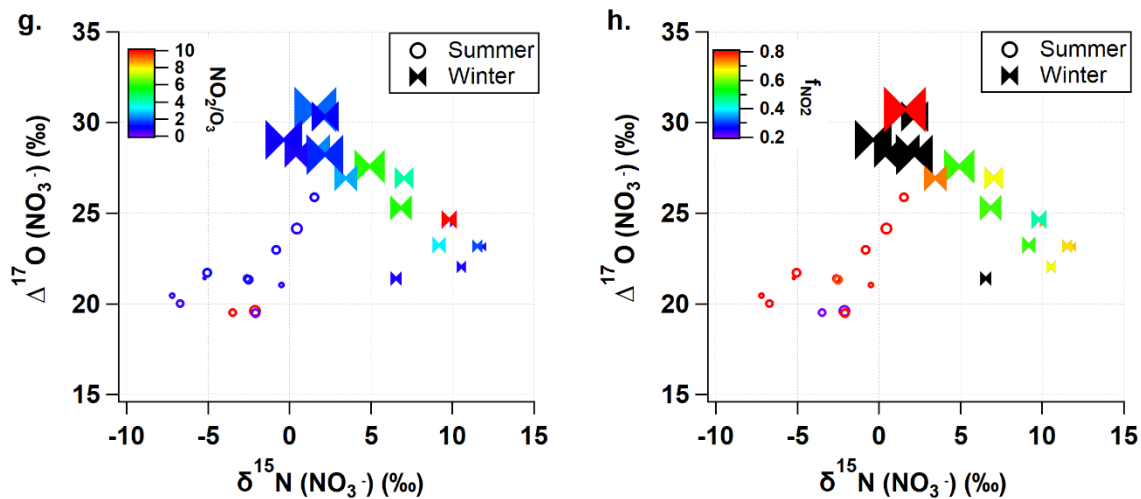 g.
35
30
25
20
15
-10
-5
0
5
10
15
Δ17O (NO3-) (‰)
δ15N (NO3-) (‰)
10
8
6
4
2
0
NO2/O3
Summer
Winter
h.
35
30
25
20
15
-10
-5
0
5
10
15
Δ17O (NO3-) (‰)
δ15N (NO3-) (‰)
0.8
0.6
0.4
0.2
fNO2
Summer
Winter